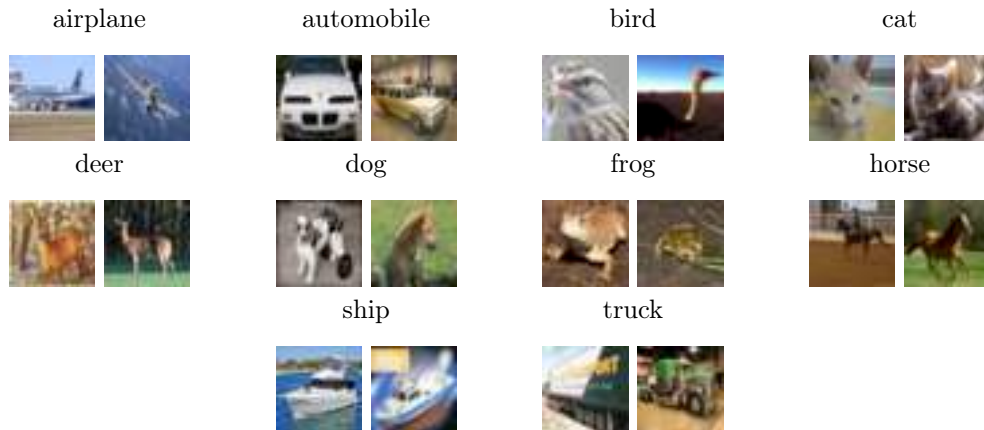 airplane automobile bird cat
deer dog frog horse
ship truck